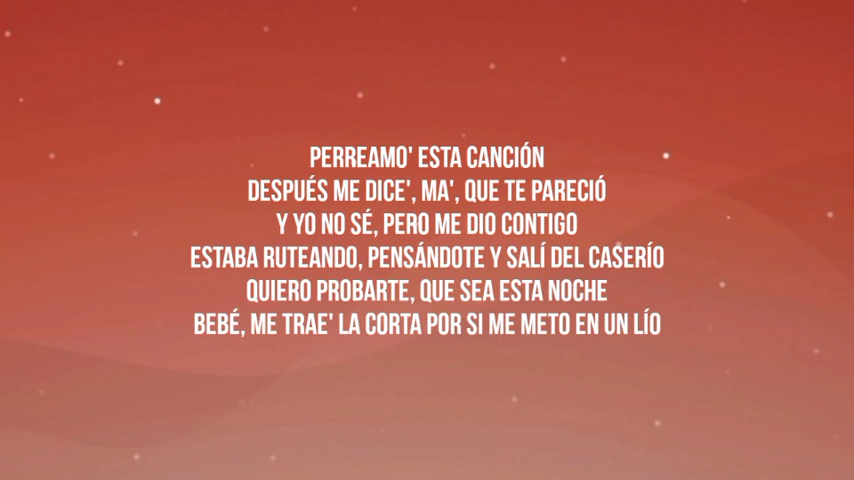 PERREAMO' ESTA CANCIÓN
DESPUÉS ME DICE', MA', QUE TE PARECIÓ
Y YO NO SÉ, PERO ME DIO CONTIGO
ESTABA RUTEANDO, PENSÁNDOTE Y SALÍ DEL CASERÍO
QUIERO PROBARTE, QUE SEA ESTA NOCHE
BEBÉ, ME TRAE' LA CORTA POR SI ME METO EN UN LÍO